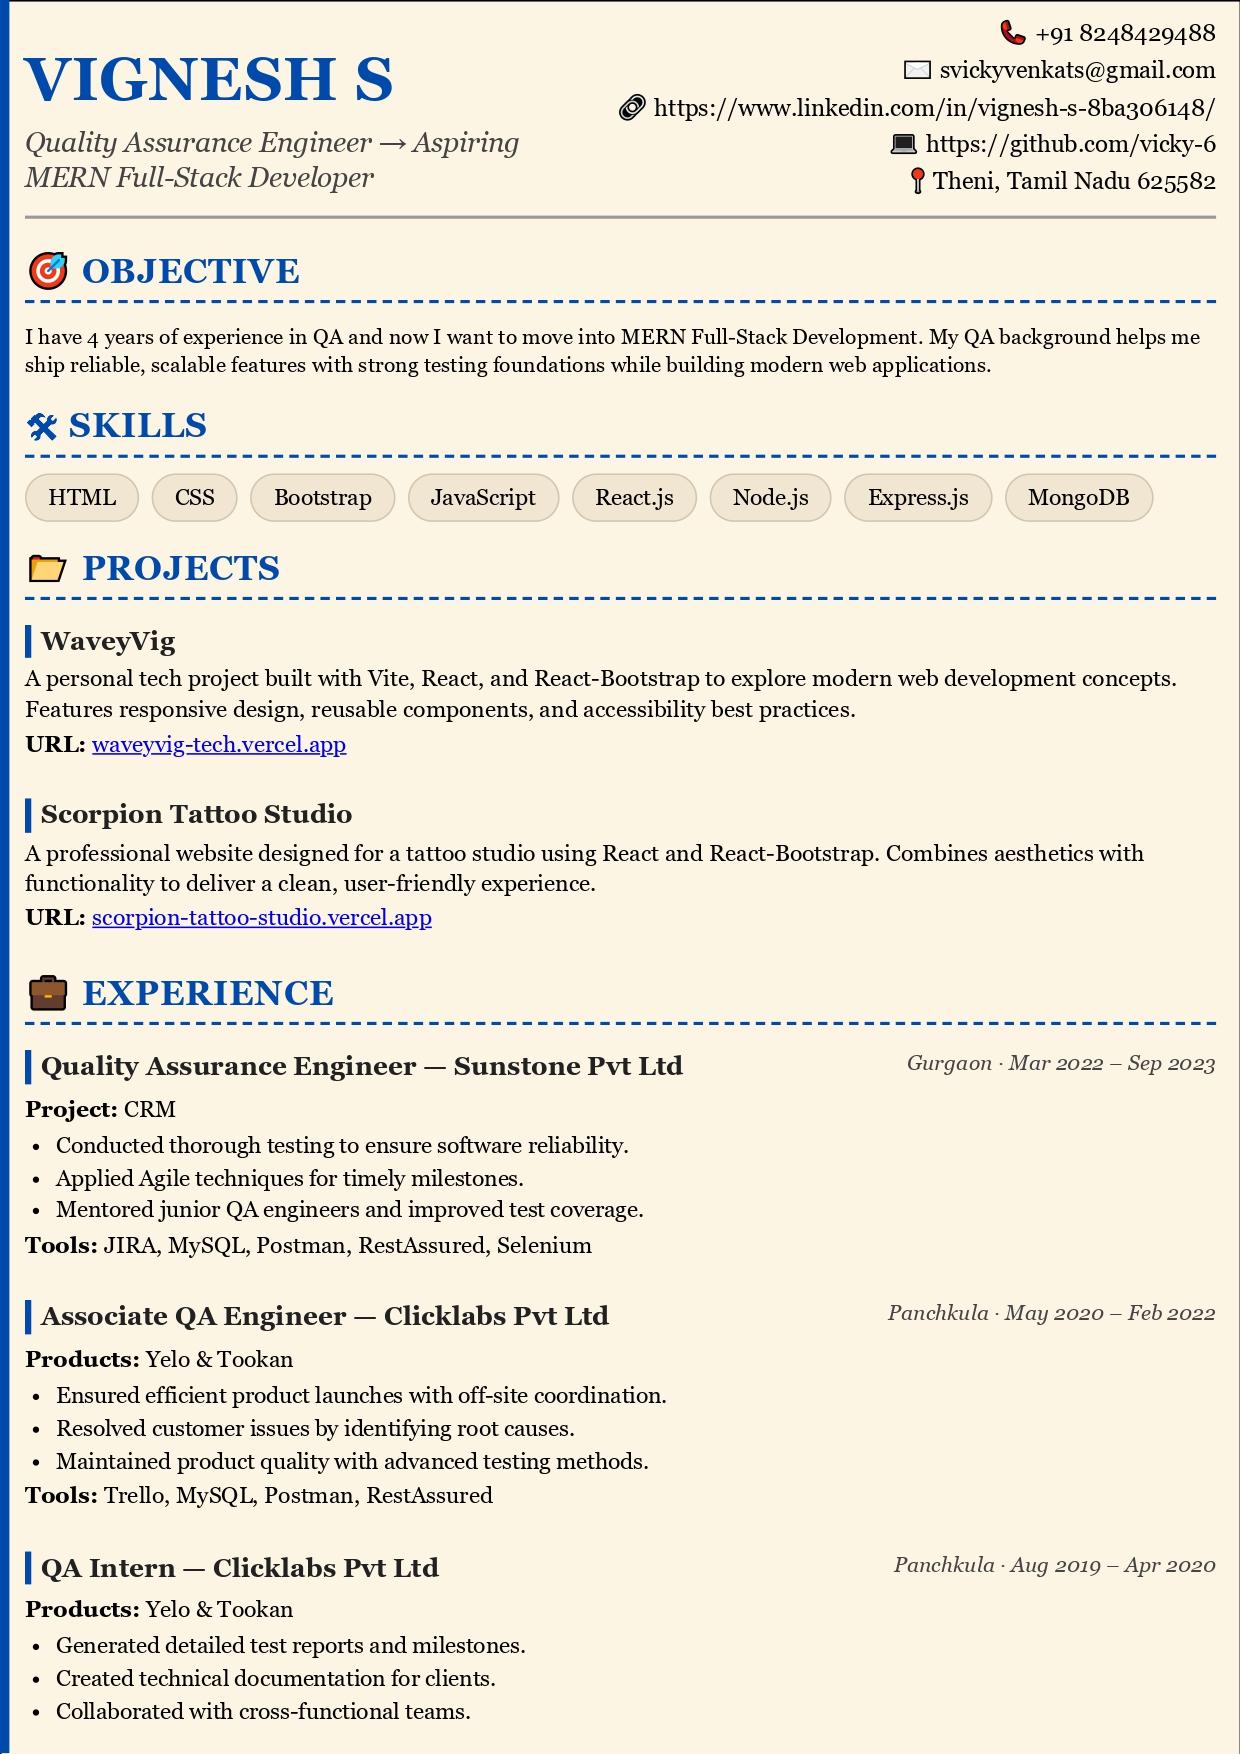 VIGNESH S
Quality Assurance Engineer → Aspiring
MERN Full-Stack Developer
+91 8248429488
svickyvenkats@gmail.com
https://www.linkedin.com/in/vignesh-s-8ba306148/
https://github.com/vicky-6
Theni, Tamil Nadu 625582
OBJECTIVE
I have 4 years of experience in QA and now I want to move into MERN Full-Stack Development. My QA background helps me
ship reliable, scalable features with strong testing foundations while building modern web applications.
SKILLS
HTML CSS Bootstrap JavaScript React.js Node.js Express.js MongoDB
PROJECTS
WaveyVig
A personal tech project built with Vite, React, and React-Bootstrap to explore modern web development concepts.
Features responsive design, reusable components, and accessibility best practices.
URL: waveyvig-tech.vercel.app
Scorpion Tattoo Studio
A professional website designed for a tattoo studio using React and React-Bootstrap. Combines aesthetics with
functionality to deliver a clean, user-friendly experience.
URL: scorpion-tattoo-studio.vercel.app
EXPERIENCE
Quality Assurance Engineer — Sunstone Pvt Ltd Gurgaon · Mar 2022 – Sep 2023
Project: CRM
• Conducted thorough testing to ensure software reliability.
• Applied Agile techniques for timely milestones.
• Mentored junior QA engineers and improved test coverage.
Tools: JIRA, MySQL, Postman, RestAssured, Selenium
Associate QA Engineer — Clicklabs Pvt Ltd Panchkula · May 2020 – Feb 2022
Products: Yelo & Tookan
• Ensured efficient product launches with off-site coordination.
• Resolved customer issues by identifying root causes.
• Maintained product quality with advanced testing methods.
Tools: Trello, MySQL, Postman, RestAssured
QA Intern — Clicklabs Pvt Ltd Panchkula · Aug 2019 – Apr 2020
Products: Yelo & Tookan
• Generated detailed test reports and milestones.
• Created technical documentation for clients.
• Collaborated with cross-functional teams.